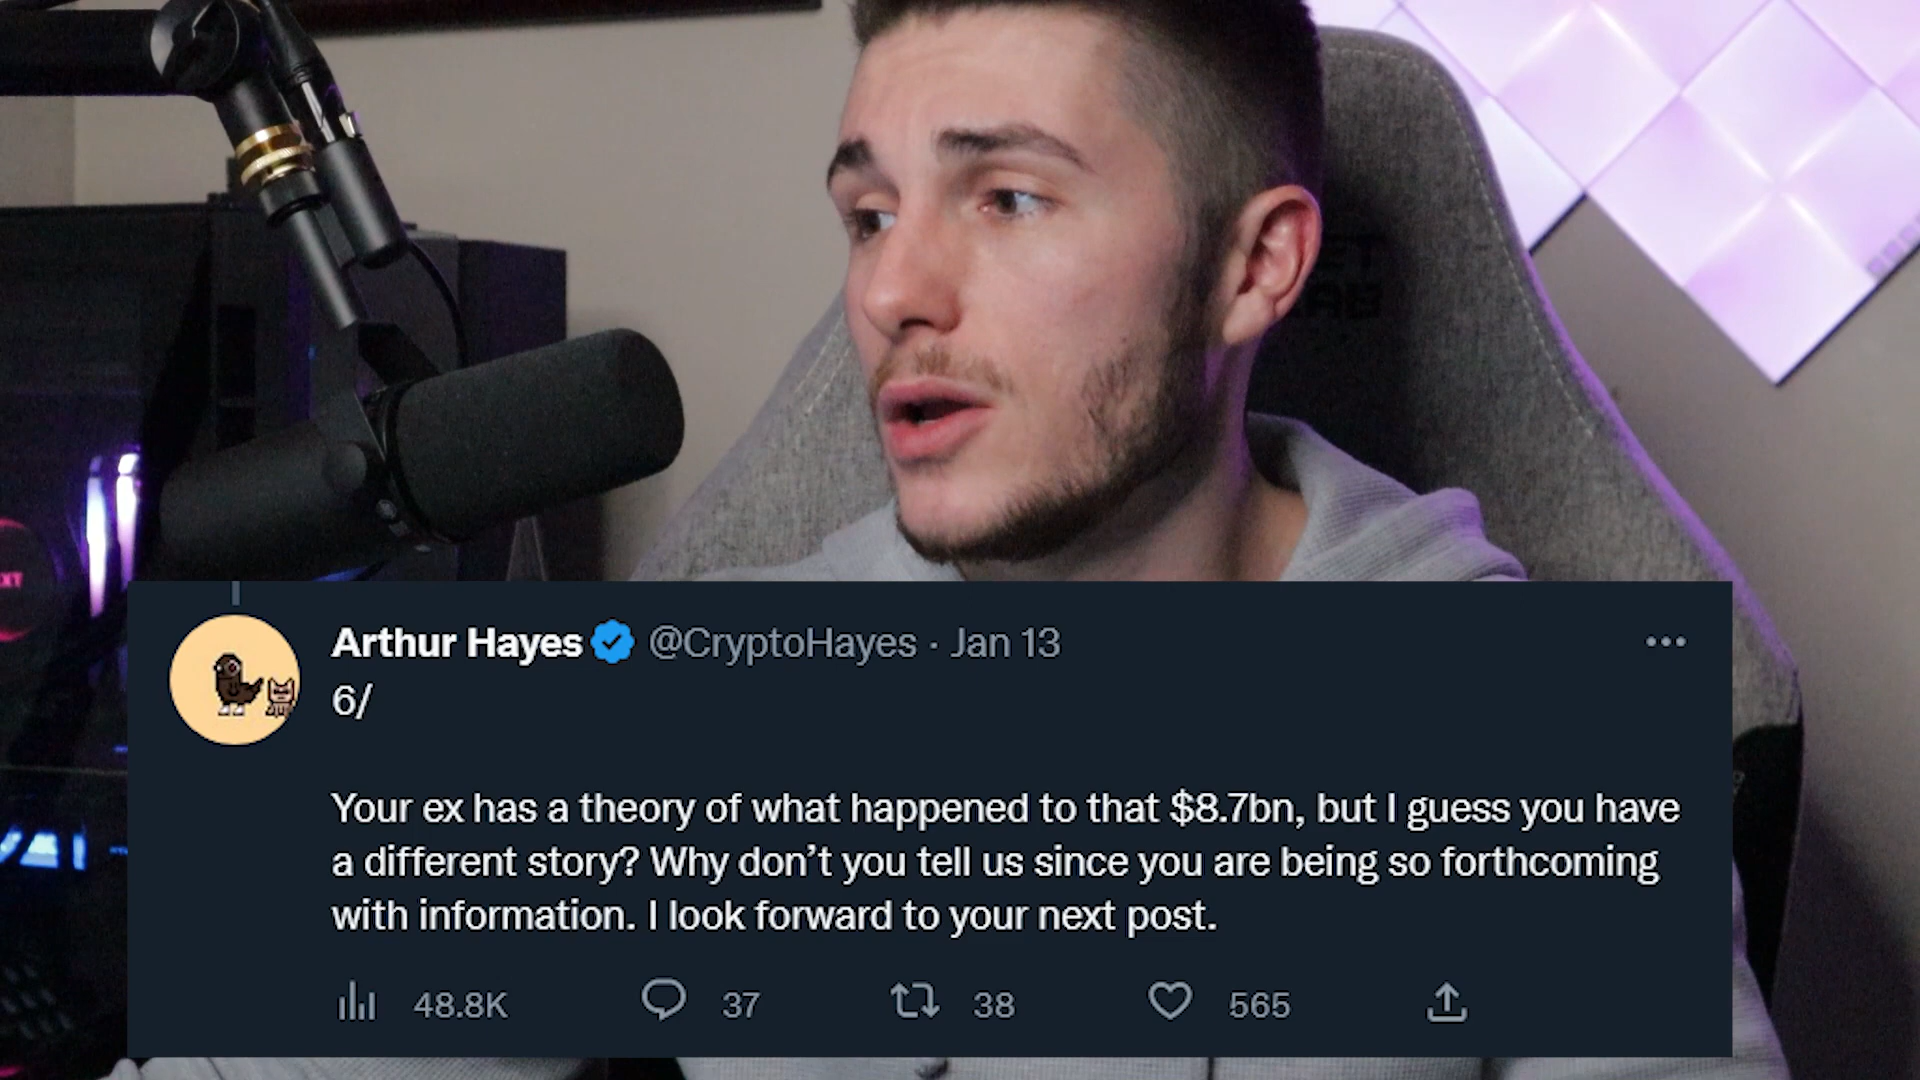 Arthur Hayes @CryptoHayes · Jan 13
6/
Your ex has a theory of what happened to that $8.7bn, but I guess you have
a different story? Why don’t you tell us since you are being so forthcoming
with information. I look forward to your next post.
48.8K 37 38 565